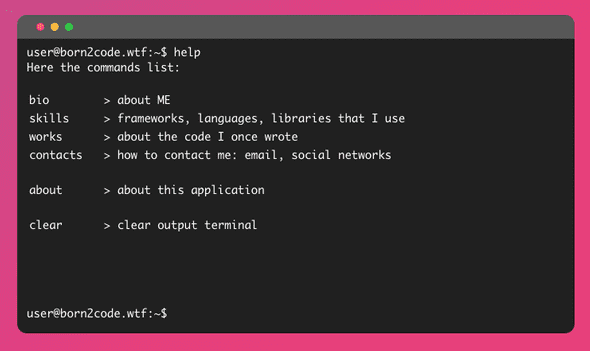 user@born2code.wtf:~$ help
Here the commands list:
bio > about ME
skills > frameworks, languages, libraries that I use
works > about the code I once wrote
contacts > how to contact me: email, social networks
about > about this application
clear > clear output terminal
user@born2code.wtf:~$